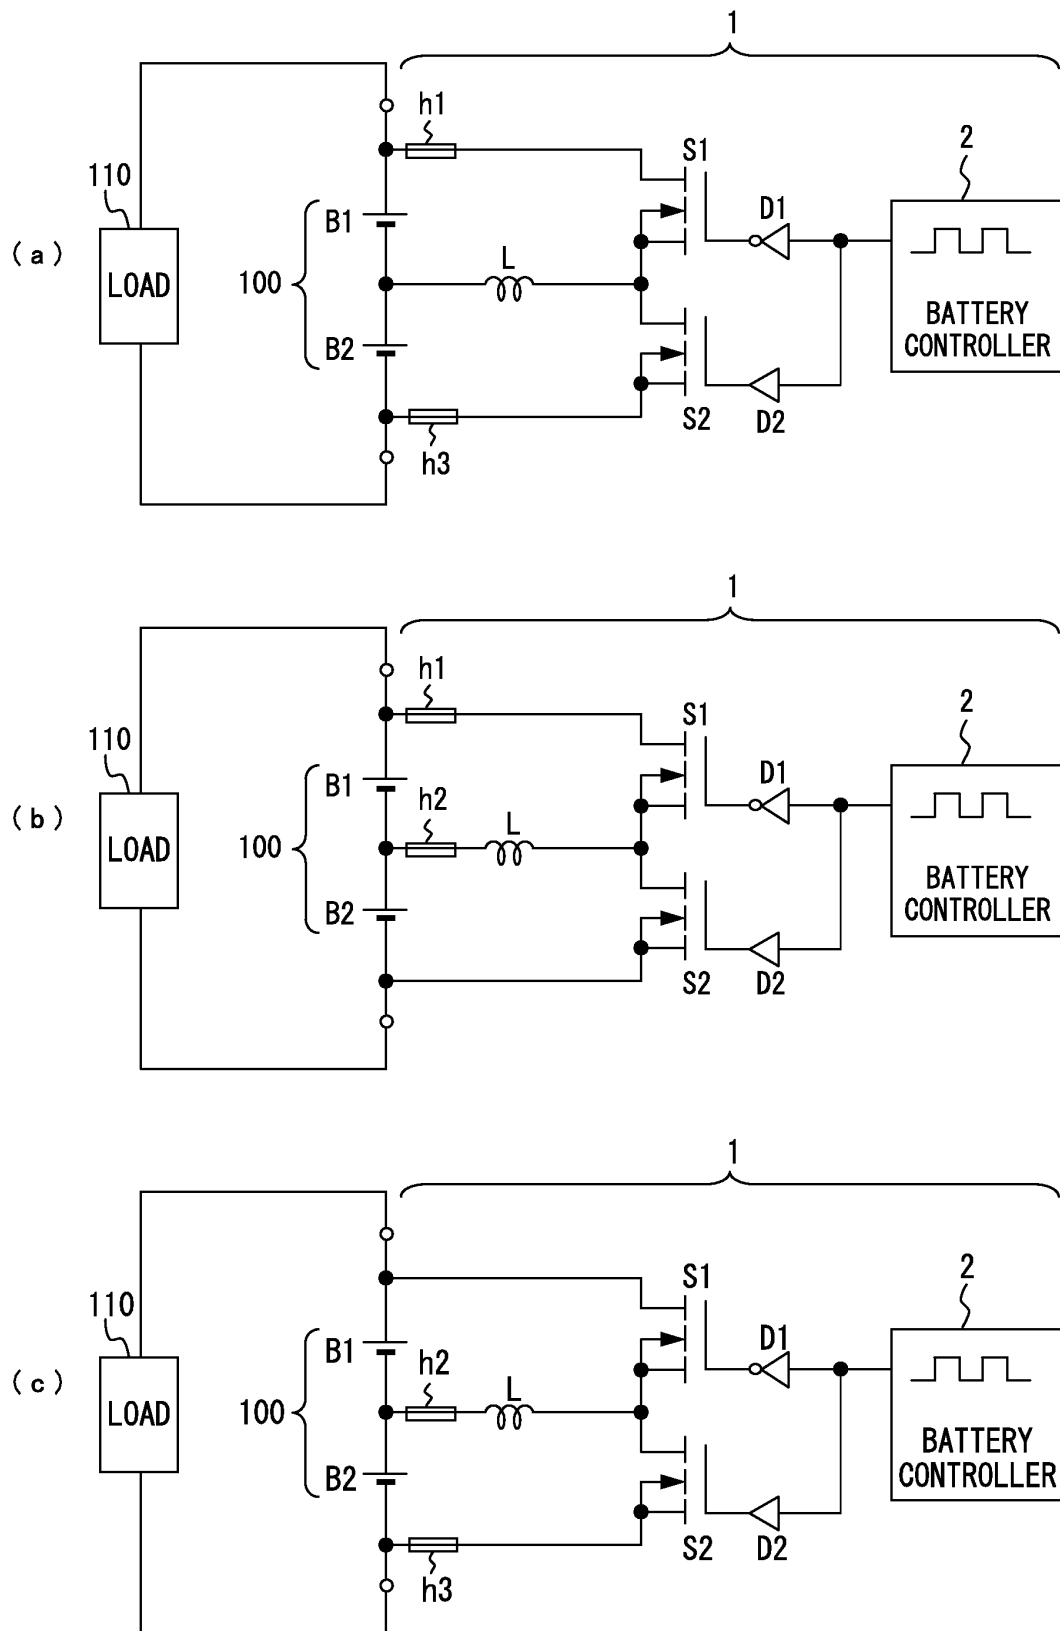 1
h1
S1
2
110
D1
B1
(a)
LOAD
100
L
BATTERY
CONTROLLER
B2
S2
D2
h3
1
h1
S1
2
110
D1
B1
h2
(b)
LOAD
100
L
BATTERY
CONTROLLER
B2
S2
D2
1
S1
2
110
D1
B1
h2
(c)
LOAD
100
L
BATTERY
CONTROLLER
B2
S2
D2
h3